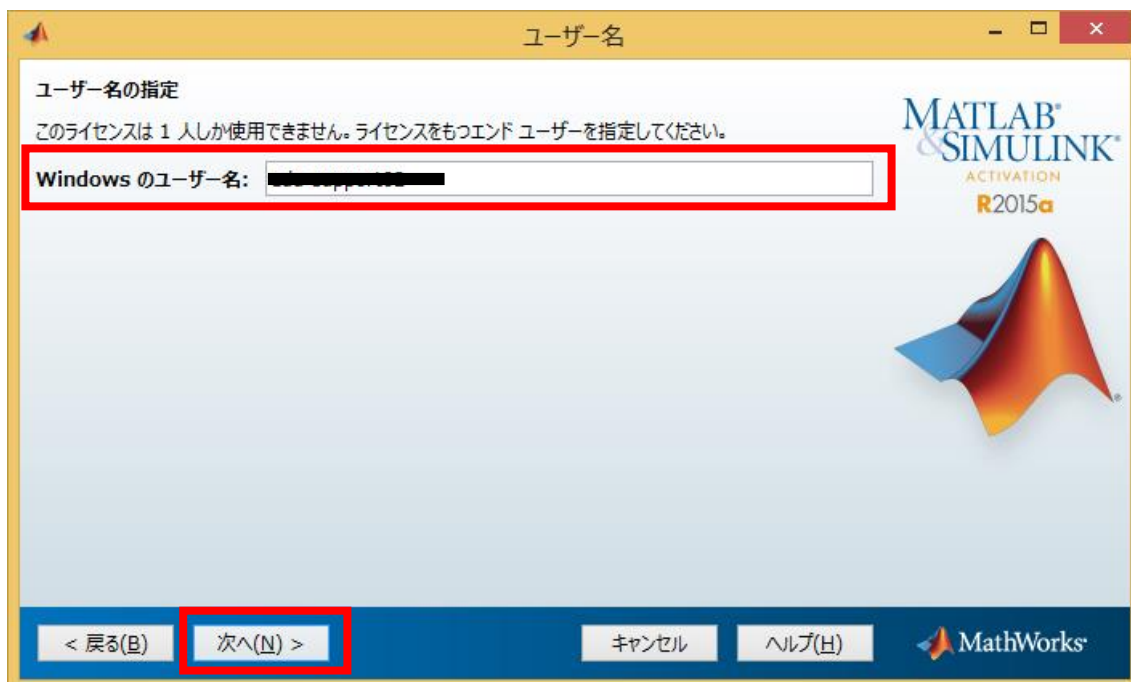 ユーザー名
ユーザー名の指定
このライセンスは 1 人しか使用できません。ライセンスをもつエンド ユーザーを指定してください。
Windows のユーザー名:
MATLAB®
&SIMULINK®
ACTIVATION
R2015a
< 戻る(B)
次へ(N) >
キャンセル
ヘルプ(H)
MathWorks®